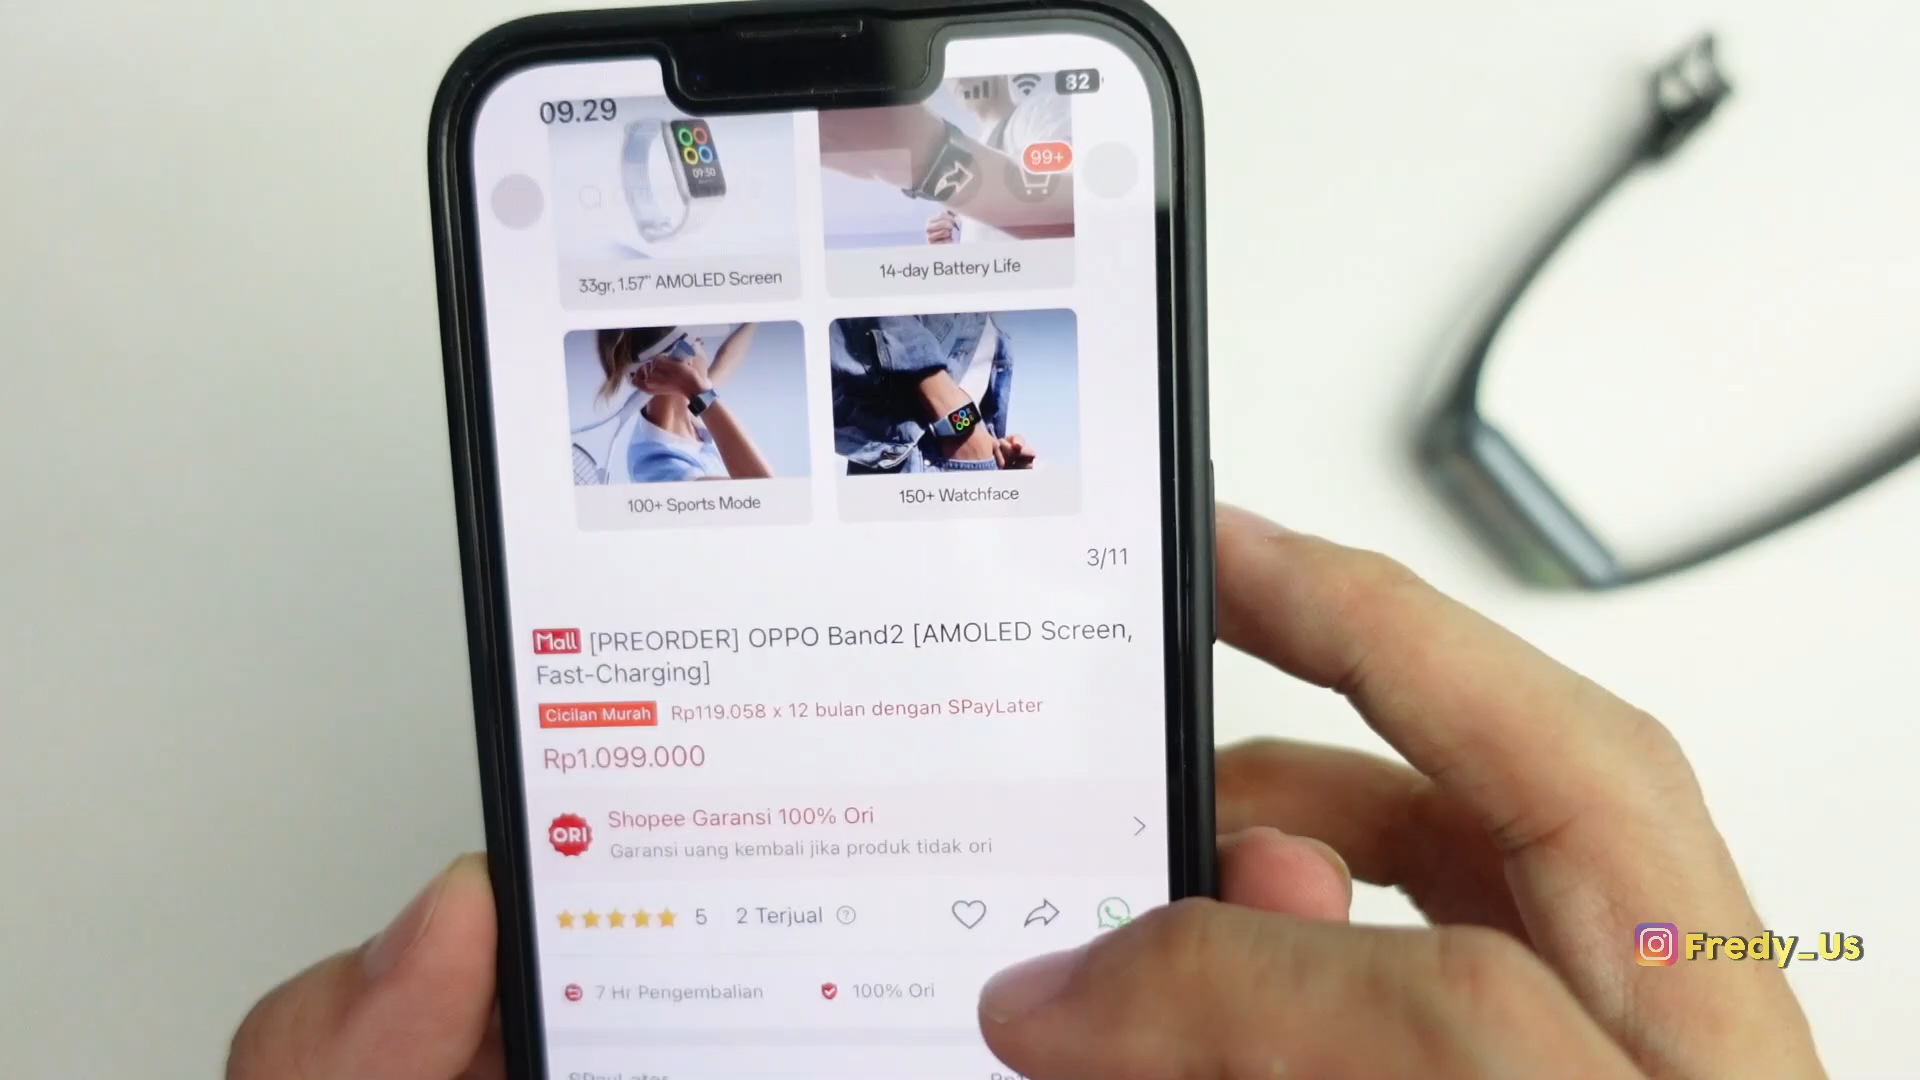 09.29
82
99+
09:30
33gr, 1.57" AMOLED Screen
14-day Battery Life
100+ Sports Mode
150+ Watchface
3/11
Mall [PREORDER] OPPO Band2 [AMOLED Screen,
Fast-Charging]
Cicilan Murah Rp119.058 x 12 bulan dengan SPayLater
Rp1.099.000
ORI
Shopee Garansi 100% Ori
Garansi uang kembali jika produk tidak ori
5 2 Terjual ?
7 Hr Pengembalian 100% Ori
SPayLater
Fredy_Us